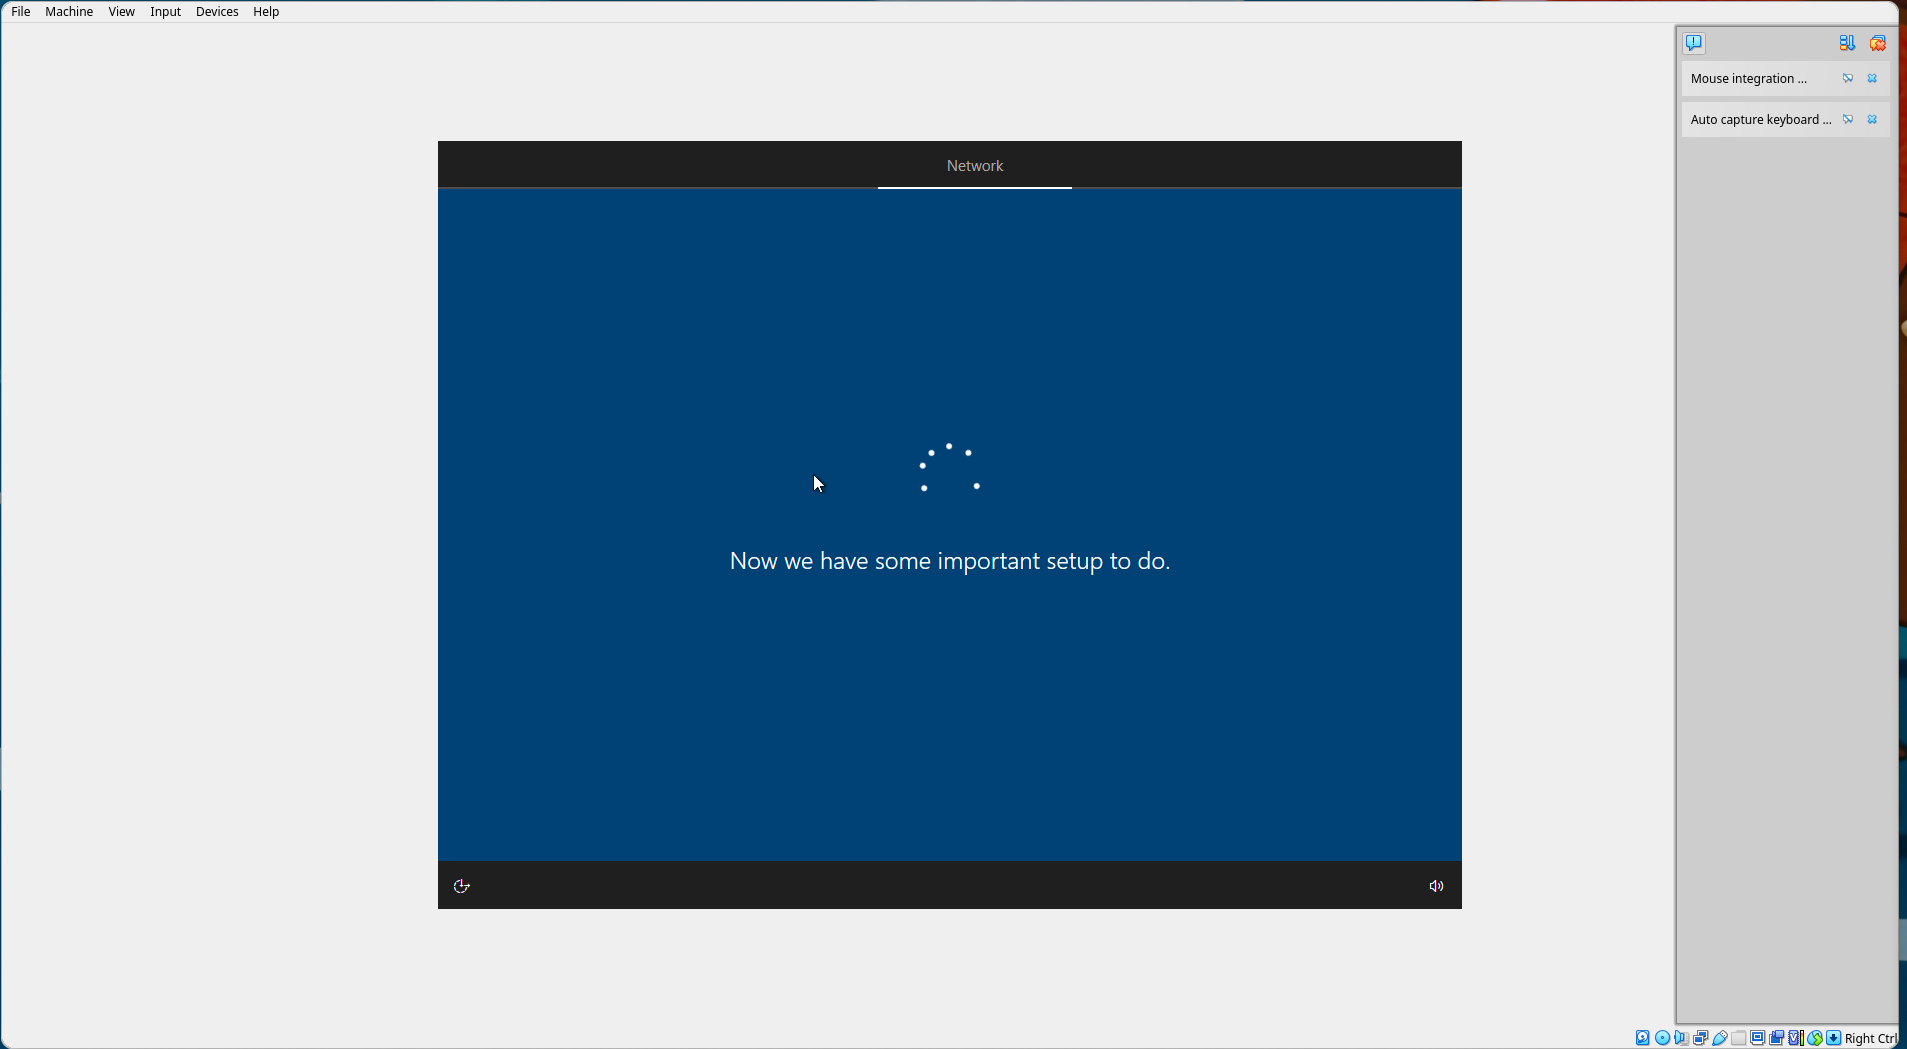 File Machine View Input Devices Help
Mouse integration ...
Auto capture keyboard ...
Network
Now we have some important setup to do.
Right Ctrl